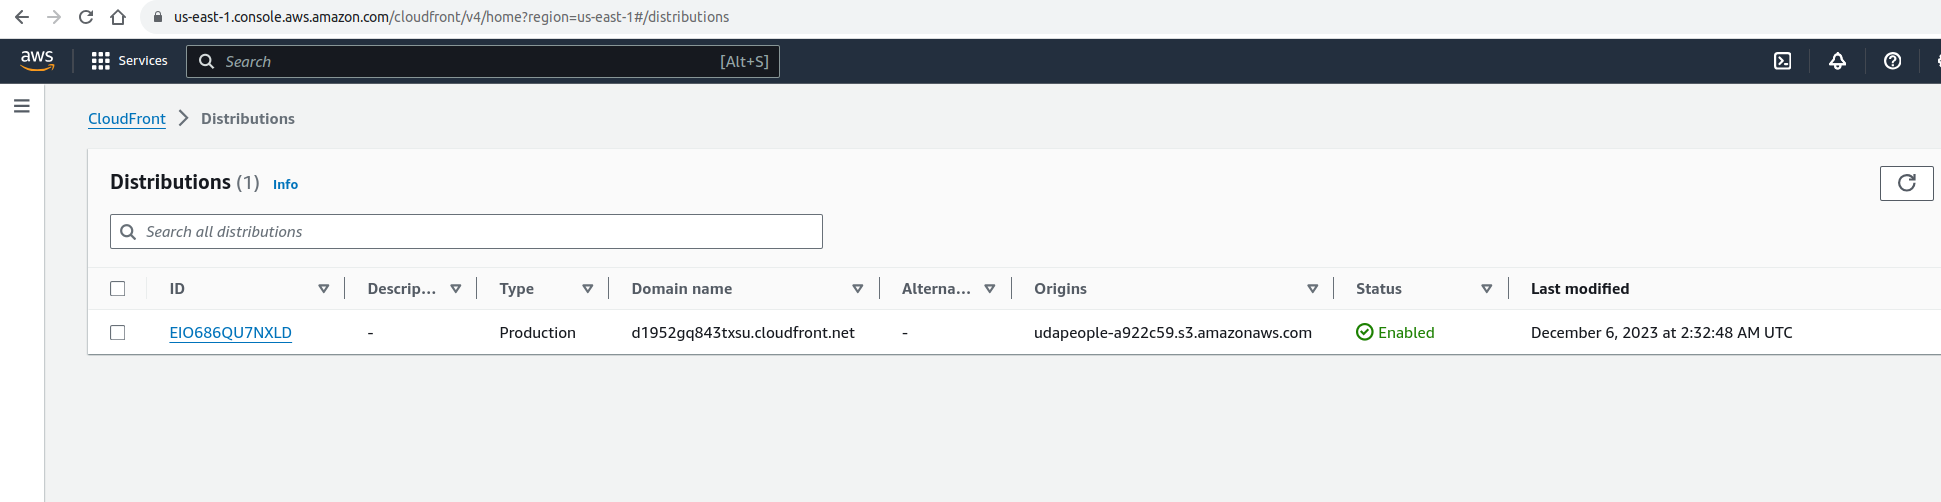 us-east-1.console.aws.amazon.com/cloudfront/v4/home?region=us-east-1#/distributions
aws Services Search [Alt+S]
CloudFront Distributions
Distributions (1) Info
Search all distributions
ID Descrip... Type Domain name Alterna... Origins Status Last modified
EIO686QU7NXLD - Production d1952gq843txsu.cloudfront.net - udapeople-a922c59.s3.amazonaws.com Enabled December 6, 2023 at 2:32:48 AM UTC